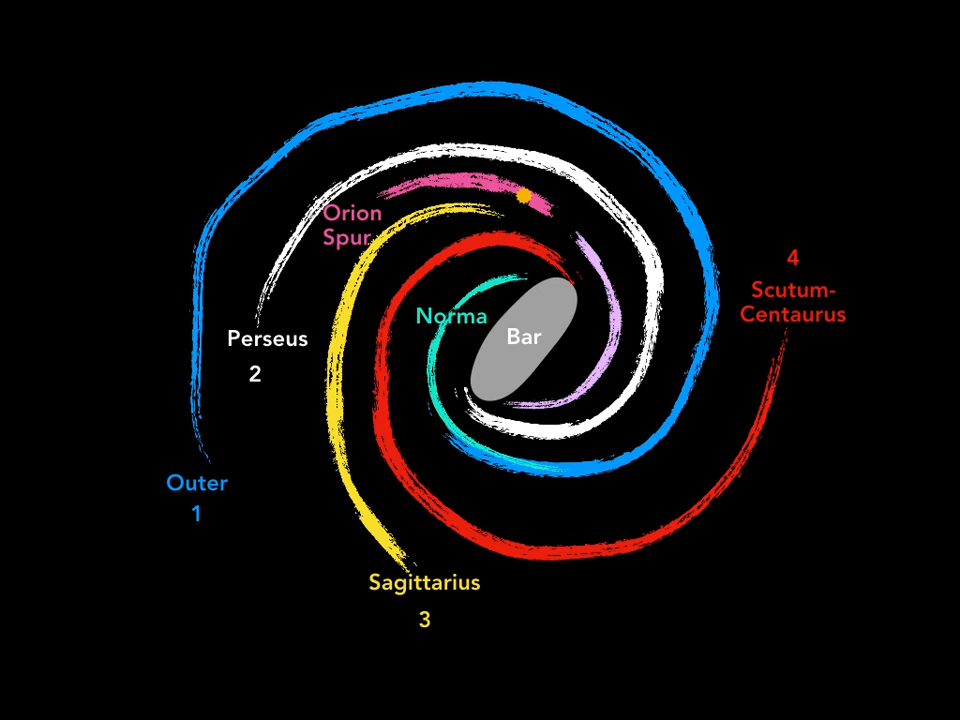 4
Scutum-
Centaurus
Orion
Spur
Norma
Bar
Perseus
2
Outer
1
Sagittarius
3